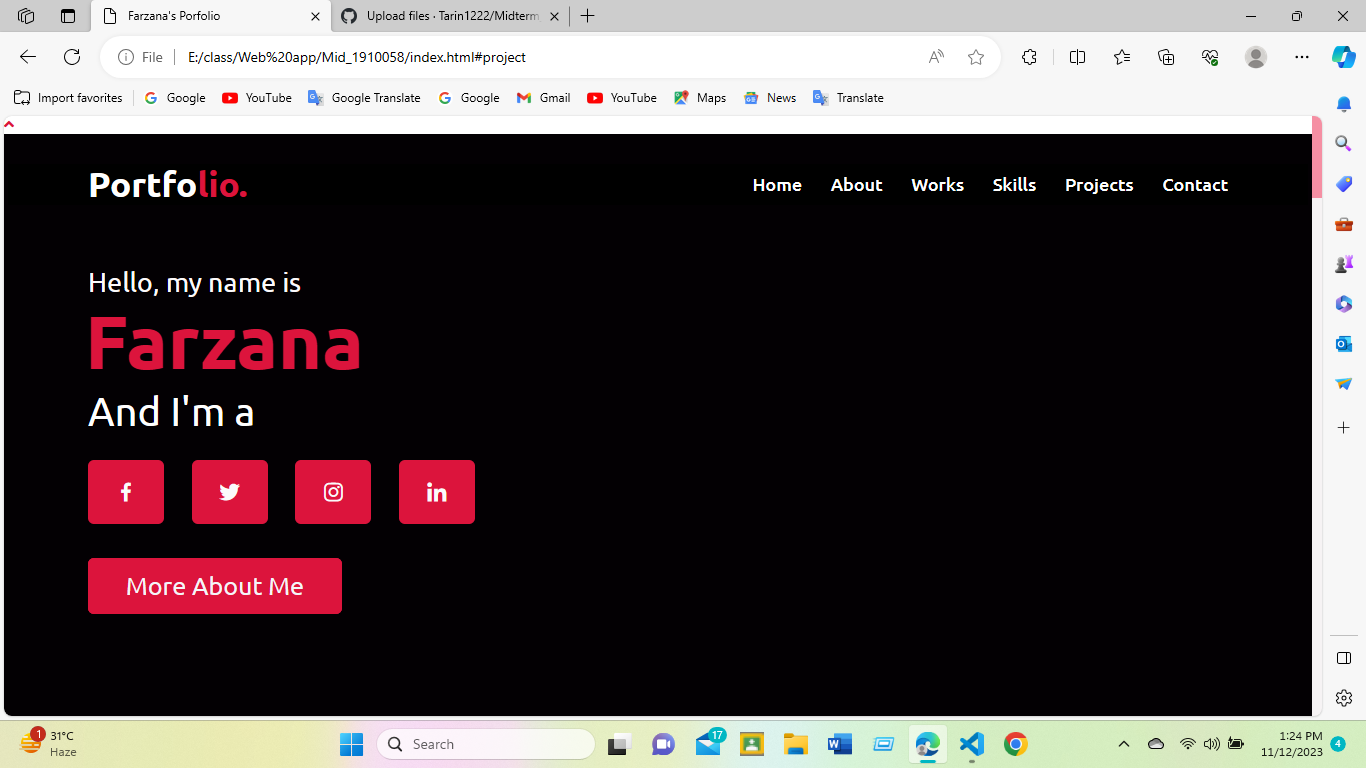 Farzana's Porfolio
Upload files · Tarin1222/Midterm
File
E:/class/Web%20app/Mid_1910058/index.html#project
Import favorites
Google
YouTube
Google Translate
Google
Gmail
YouTube
Maps
News
Translate
Portfolio.
Home About Works Skills Projects Contact
Hello, my name is
Farzana
And I'm a
More About Me
1
31°C
Haze
Search
17
1:24 PM
11/12/2023
4